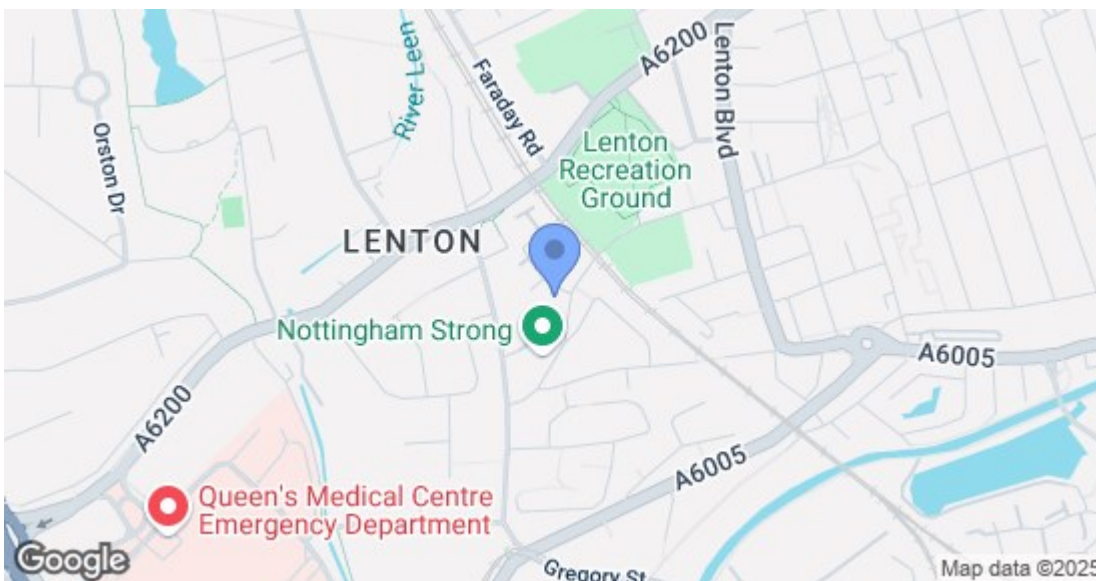 A6200
Lenton Blvd
River Leen
Faraday Rd
Orston Dr
Lenton
Recreation
Ground
LENTON
Nottingham Strong
A6005
A6200
A6005
Queen's Medical Centre
Emergency Department
Gregory St
Google
Map data ©2025